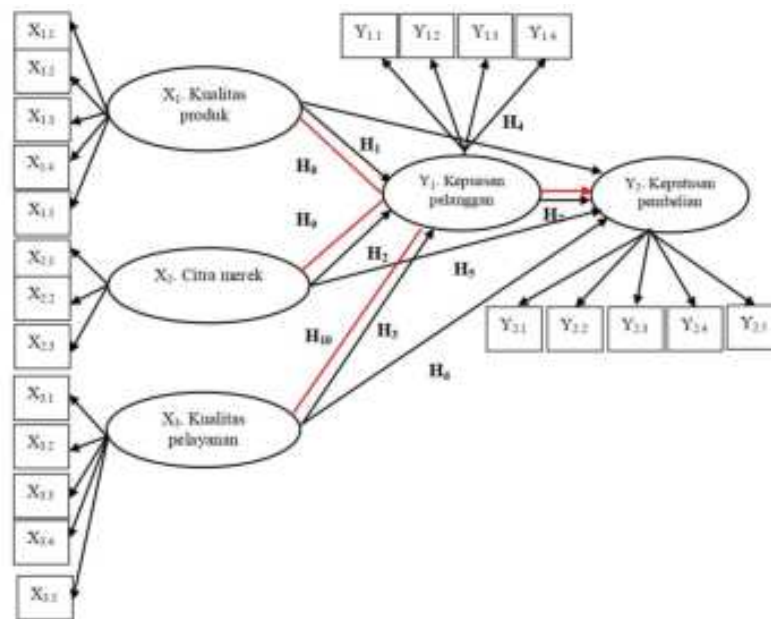 X1.1
X1.2
X1.3
X1.4
X1.5
X1. Kualitas
produk
Y1.1
Y1.2
Y1.3
Y1.4
H4
H1
H8
Y1. Kepuasan
pelanggan
Y2. Keputusan
pembelian
H7
H9
X2.1
X2.2
X2.3
X2. Citra merek
H2
H5
Y2.1
Y2.2
Y2.3
Y2.4
Y2.5
H10
H3
H6
X3.1
X3.2
X3.3
X3.4
X3.5
X3. Kualitas
pelayanan